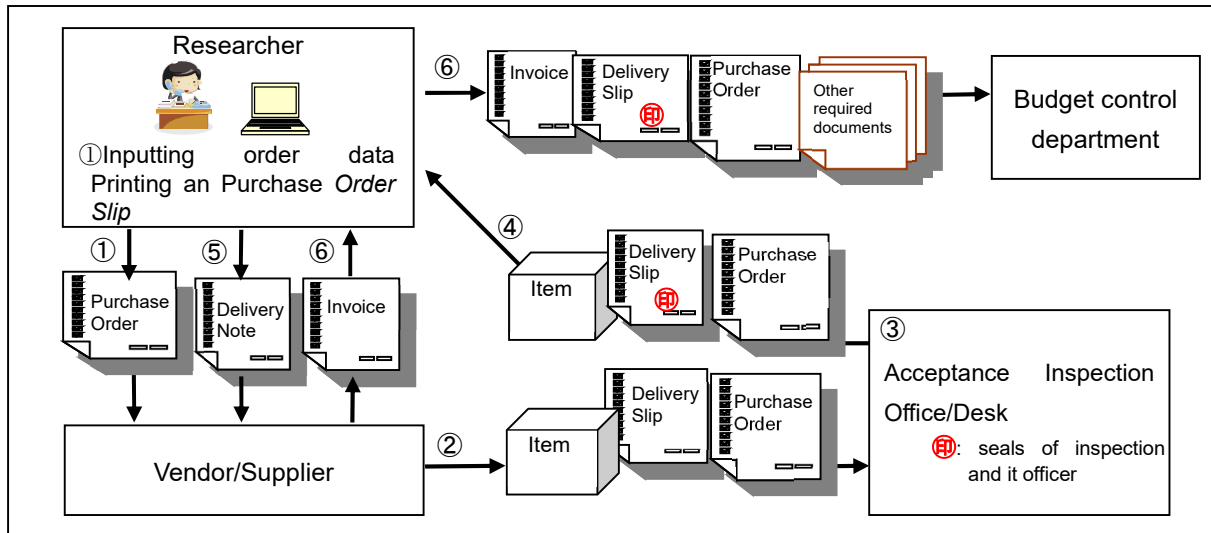 Researcher
①Inputting order data
Printing an Purchase Order
Slip
⑥
Invoice
Delivery
Slip
印
Purchase
Order
Other
required
documents
Budget control
department
①
⑤
⑥
Purchase
Order
Delivery
Note
Invoice
④
Item
Delivery
Slip
印
Purchase
Order
③
Acceptance Inspection
Office/Desk
印: seals of inspection
and it officer
Vendor/Supplier
②
Item
Delivery
Slip
Purchase
Order